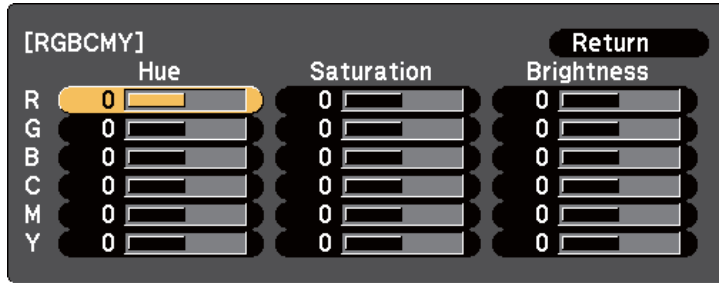 [RGBCMY] Return
Hue Saturation Brightness
R 0 0 0
G 0 0 0
B 0 0 0
C 0 0 0
M 0 0 0
Y 0 0 0